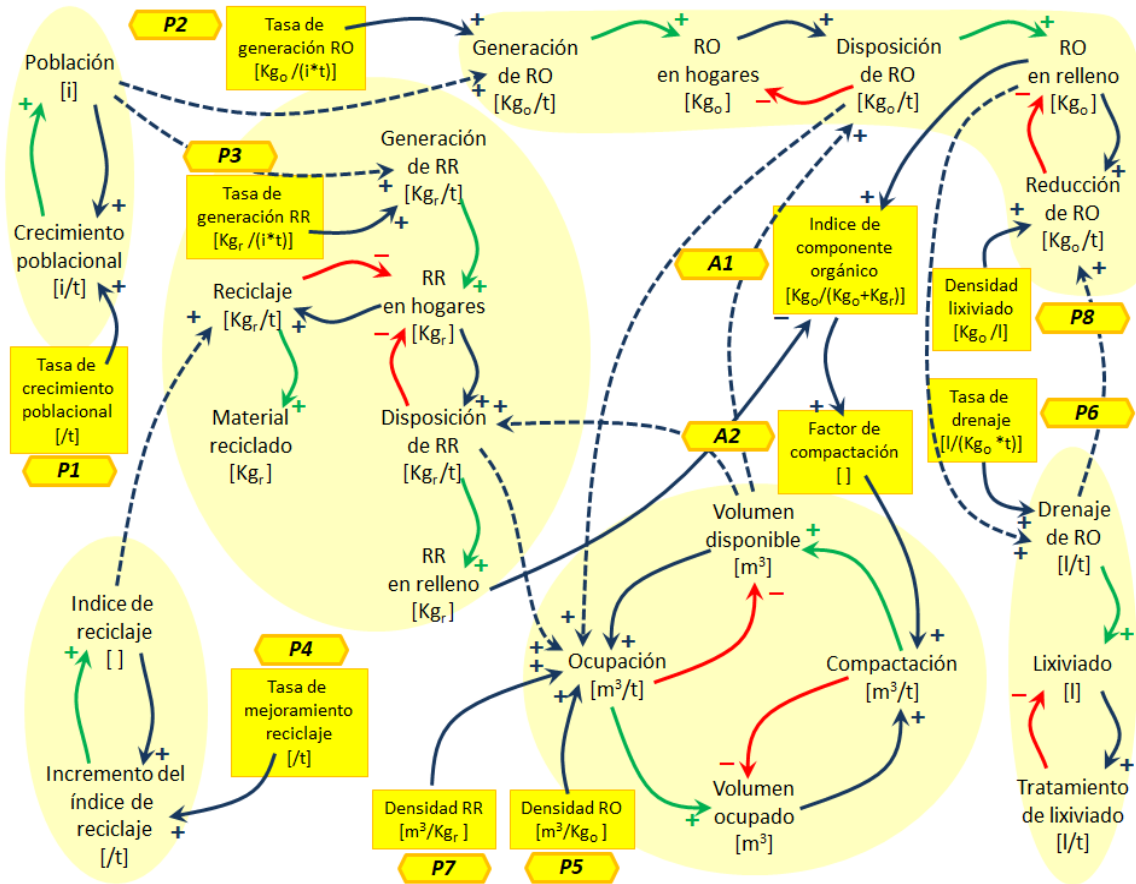 P2
Tasa de
generación RO
[Kgo /(i*t)]
+
Generación
de RO
[Kgo/t]
+
+
RO
en hogares
[Kgo]
–
+
Disposición
de RO
[Kgo/t]
+
+
RO
en relleno
[Kgo]
–
Población
[i]
+
Crecimiento
poblacional
[i/t]
+
+
Tasa de
crecimiento
poblacional
[/t]
P1
P3
Tasa de
generación RR
[Kgr /(i*t)]
Generación
de RR
[Kgr/t]
+
+
–
+
RR
en hogares
[Kgr]
–
Reciclaje
[Kgr/t]
+
+
+
Material
reciclado
[Kgr]
Disposición
de RR
[Kgr/t]
+
+
+
RR
en relleno
[Kgr]
A1
+
Indice de
componente
orgánico
[Kgo/(Kgo+Kgr)]
–
A2
+
Factor de
compactación
[ ]
+
+
Reducción
de RO
[Kgo/t]
+
Densidad
lixiviado
[Kgo /l]
P8
Tasa de
drenaje
[l/(Kgo *t)]
P6
Drenaje
de RO
[l/t]
+
+
+
Lixiviado
[l]
–
+
Tratamiento
de lixiviado
[l/t]
Volumen
disponible
[m³]
+
–
+
+
+
+
Ocupación
[m³/t]
+
Compactación
[m³/t]
+
+
–
+
Volumen
ocupado
[m³]
Indice de
reciclaje
[ ]
+
+
Incremento del
índice de
reciclaje
[/t]
+
P4
Tasa de
mejoramiento
reciclaje
[/t]
Densidad RR
[m³/Kgr ]
P7
Densidad RO
[m³/Kgo ]
P5